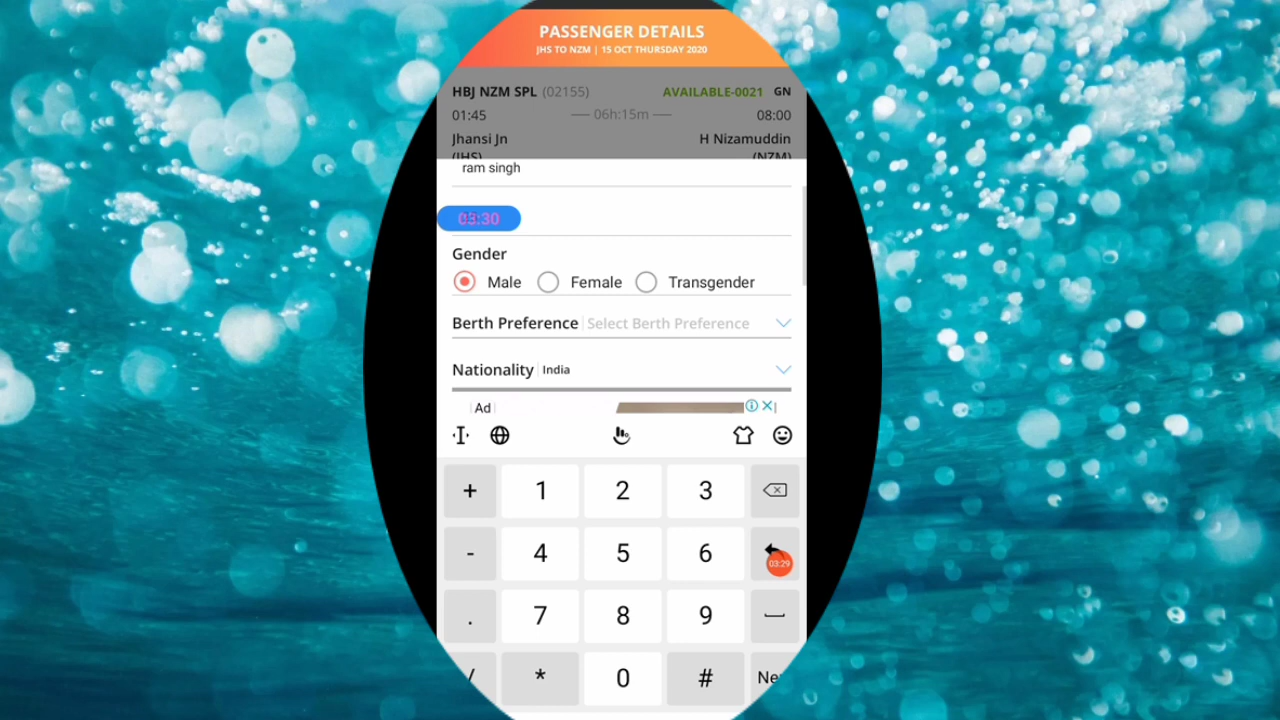 PASSENGER DETAILS
JHS TO NZM | 15 OCT THURSDAY 2020
HBJ NZM SPL (02155) AVAILABLE-0021 GN
01:45 06h:15m 08:00
Jhansi Jn H Nizamuddin
(JHS) (NZM)
ram singh
03:30
Gender
Male Female Transgender
Berth Preference Select Berth Preference
Nationality India
Ad
+ 1 2 3
- 4 5 6
03:29
. 7 8 9
/ * 0 #